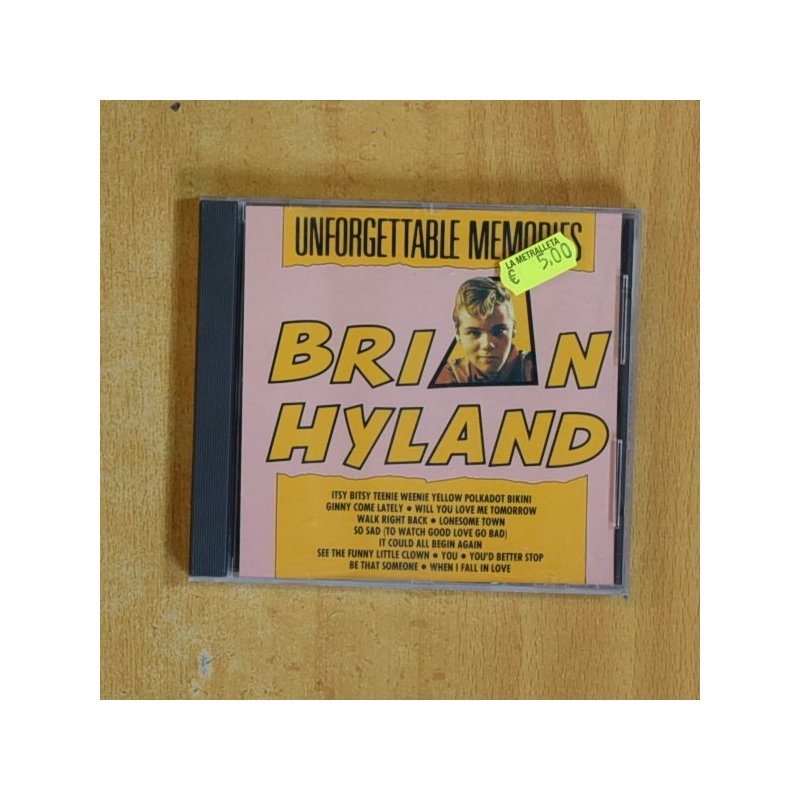 UNFORGETTABLE MEMORIES
LA METRALLETA
€ 5,00
BRIAN
HYLAND
ITSY BITSY TEENIE WEENIE YELLOW POLKADOT BIKINI
GINNY COME LATELY • WILL YOU LOVE ME TOMORROW
WALK RIGHT BACK • LONESOME TOWN
SO SAD (TO WATCH GOOD LOVE GO BAD)
IT COULD ALL BEGIN AGAIN
SEE THE FUNNY LITTLE CLOWN • YOU • YOU'D BETTER STOP
BE THAT SOMEONE • WHEN I FALL IN LOVE